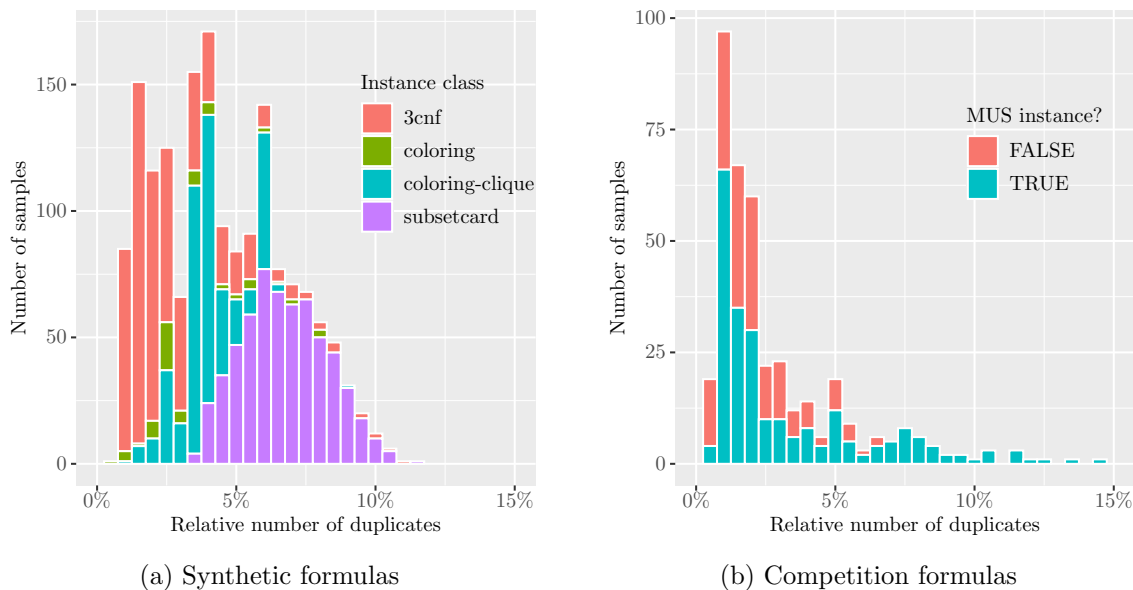 150
100
50
0
Number of samples
Instance class
3cnf
coloring
coloring-clique
subsetcard
0%
5%
10%
15%
Relative number of duplicates
(a) Synthetic formulas
100
75
50
25
0
Number of samples
MUS instance?
FALSE
TRUE
0%
5%
10%
15%
Relative number of duplicates
(b) Competition formulas